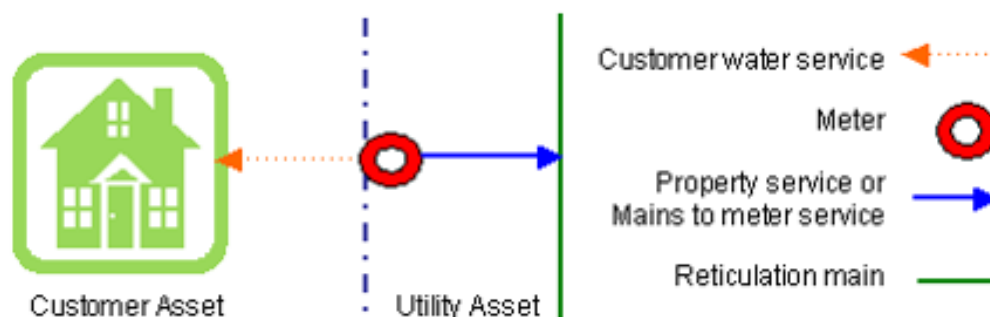 Customer water service
Meter
Property service or
Mains to meter service
Reticulation main
Customer Asset
Utility Asset